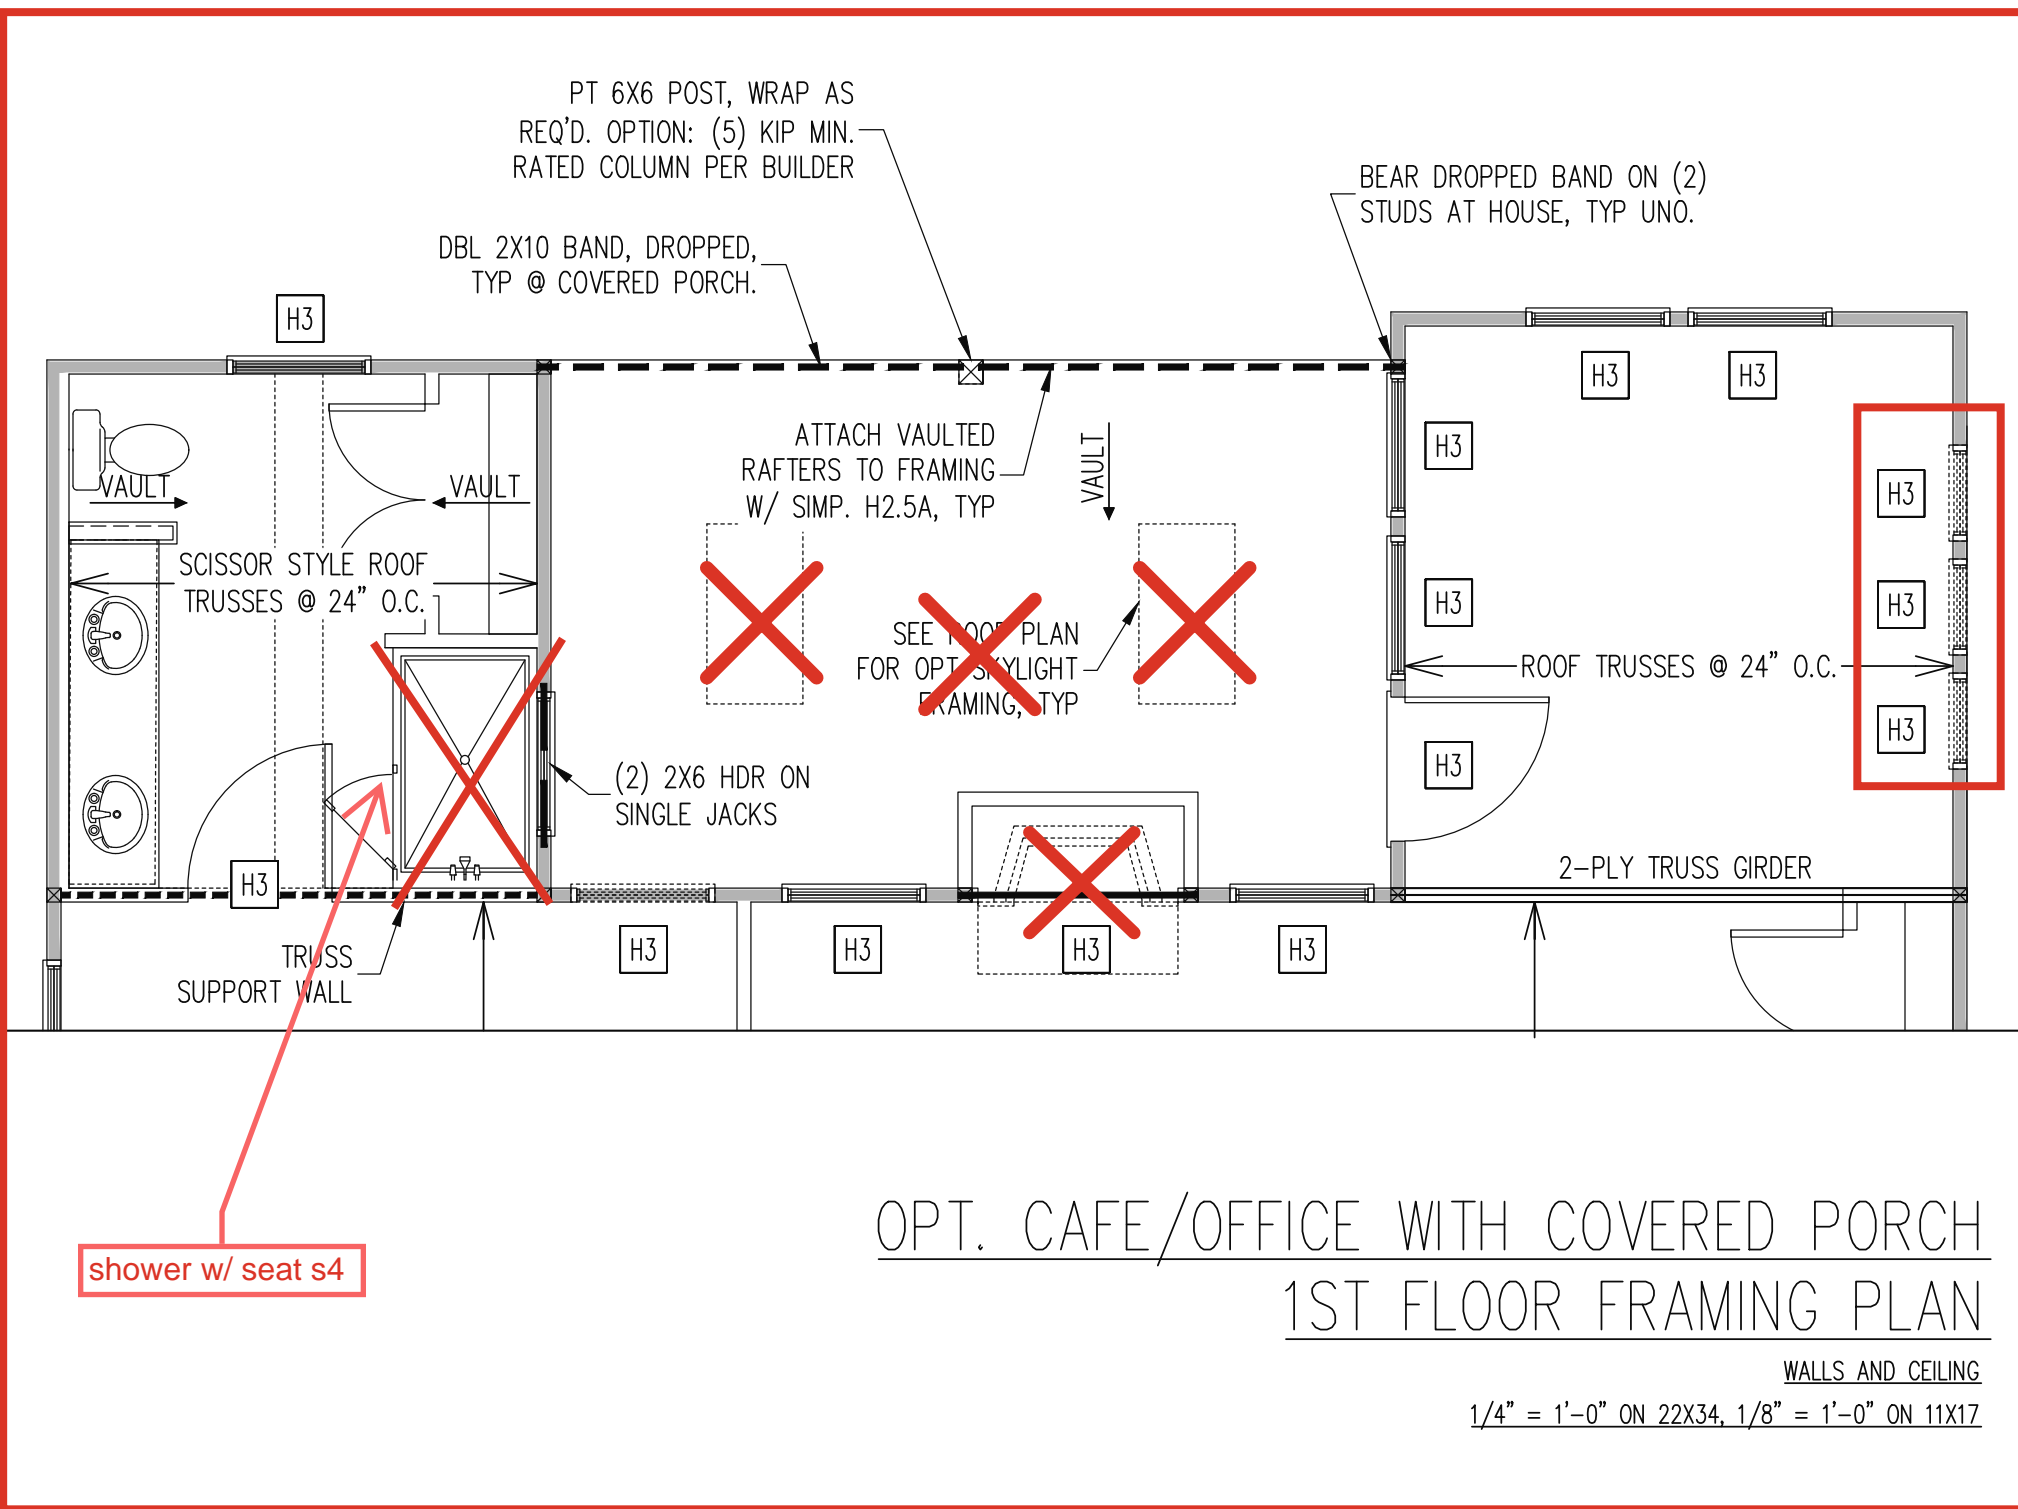 PT 6X6 POST, WRAP AS
REQ'D. OPTION: (5) KIP MIN.
RATED COLUMN PER BUILDER
BEAR DROPPED BAND ON (2)
STUDS AT HOUSE, TYP UNO.
DBL 2X10 BAND, DROPPED,
TYP @ COVERED PORCH.
H3
H3
H3
ATTACH VAULTED
RAFTERS TO FRAMING
W/ SIMP. H2.5A, TYP
VAULT
H3
H3
VAULT
VAULT
SCISSOR STYLE ROOF
TRUSSES @ 24" O.C.
SEE ROOF PLAN
FOR OPT SKYLIGHT
FRAMING, TYP
H3
H3
ROOF TRUSSES @ 24" O.C.
H3
H3
(2) 2X6 HDR ON
SINGLE JACKS
2-PLY TRUSS GIRDER
H3
H3
H3
H3
H3
TRUSS
SUPPORT WALL
shower w/ seat s4
OPT. CAFE/OFFICE WITH COVERED PORCH
1ST FLOOR FRAMING PLAN
WALLS AND CEILING
1/4" = 1'-0" ON 22X34, 1/8" = 1'-0" ON 11X17